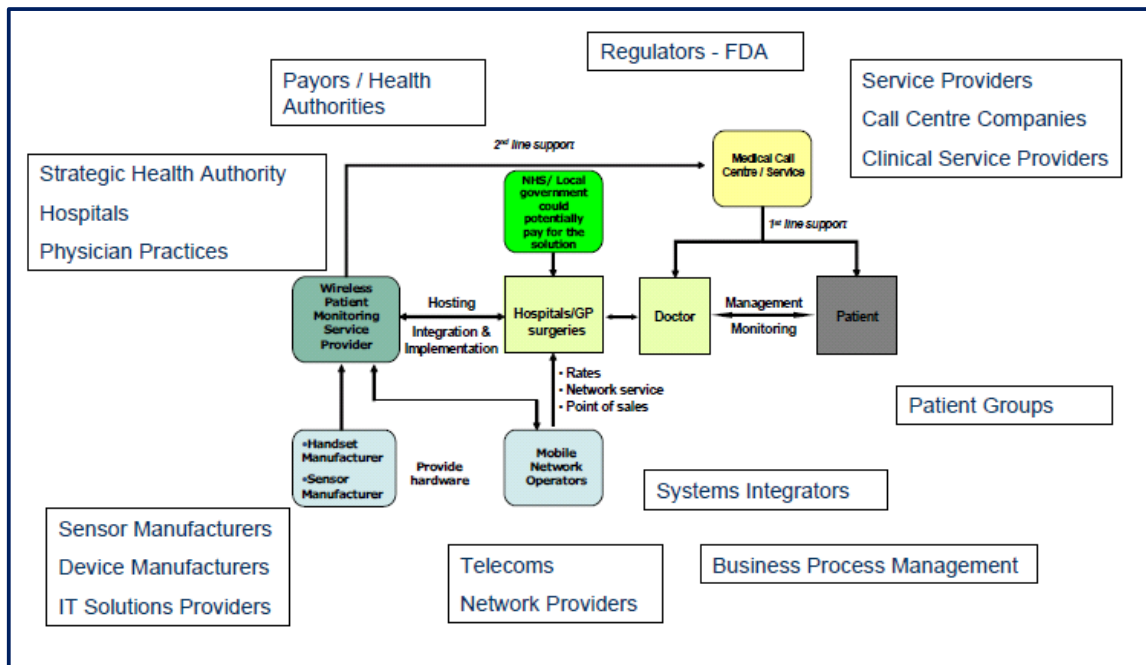 Regulators - FDA
Payors / Health
Authorities
Service Providers
Call Centre Companies
Clinical Service Providers
2nd line support
Medical Call
Centre / Service
Strategic Health Authority
Hospitals
Physician Practices
NHS/ Local
government
could
potentially
pay for the
solution
1st line support
Wireless
Patient
Monitoring
Service
Provider
Hosting
Integration &
Implementation
Hospitals/GP
surgeries
Doctor
Management
Monitoring
Patient
• Rates
• Network service
• Point of sales
Patient Groups
•Handset
Manufacturer
•Sensor
Manufacturer
Provide
hardware
Mobile
Network
Operators
Systems Integrators
Sensor Manufacturers
Device Manufacturers
IT Solutions Providers
Telecoms
Network Providers
Business Process Management